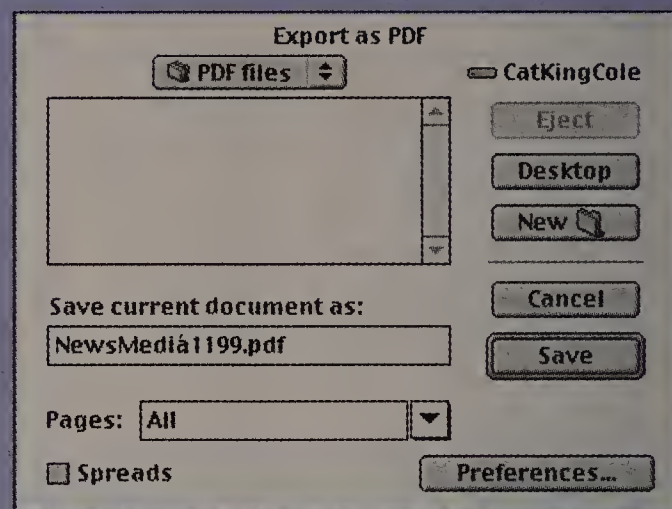 Export as PDF
PDF files
CatKingCole
Eject
Desktop
New
Save current document as:
Cancel
NewsMediá1199.pdf
Save
Pages: All
Spreads
Preferences...